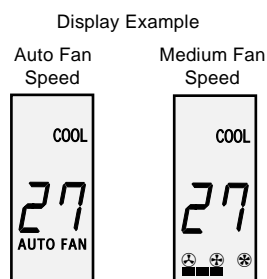 Display Example
Auto Fan
Speed
Medium Fan
Speed
COOL
27
AUTO FAN
COOL
27